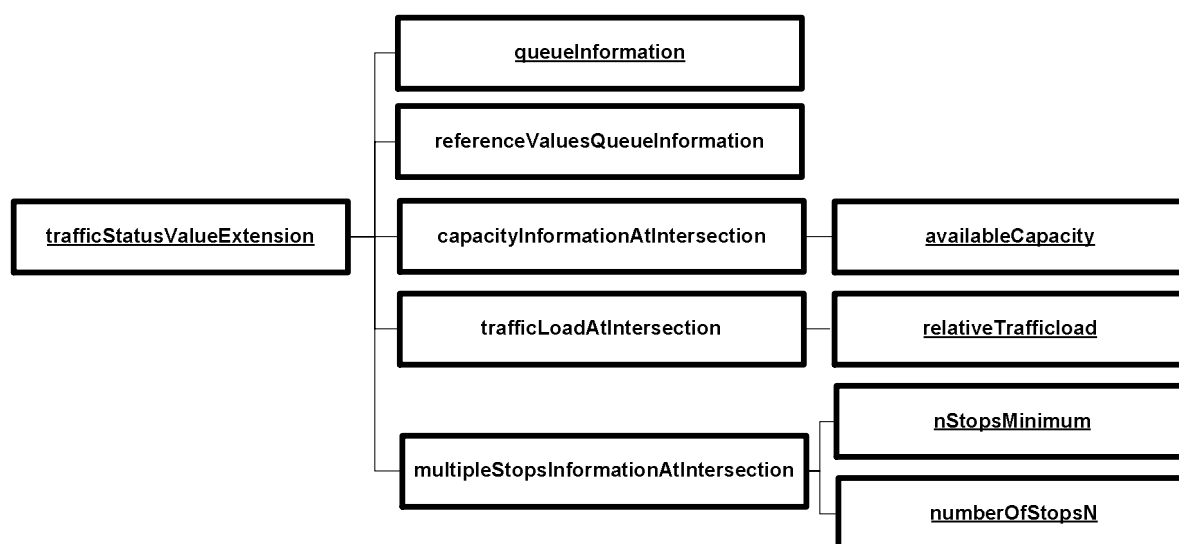 queueInformation
referenceValuesQueueInformation
trafficStatusValueExtension
capacityInformationAtIntersection
availableCapacity
trafficLoadAtIntersection
relativeTrafficload
nStopsMinimum
multipleStopsInformationAtIntersection
numberOfStopsN